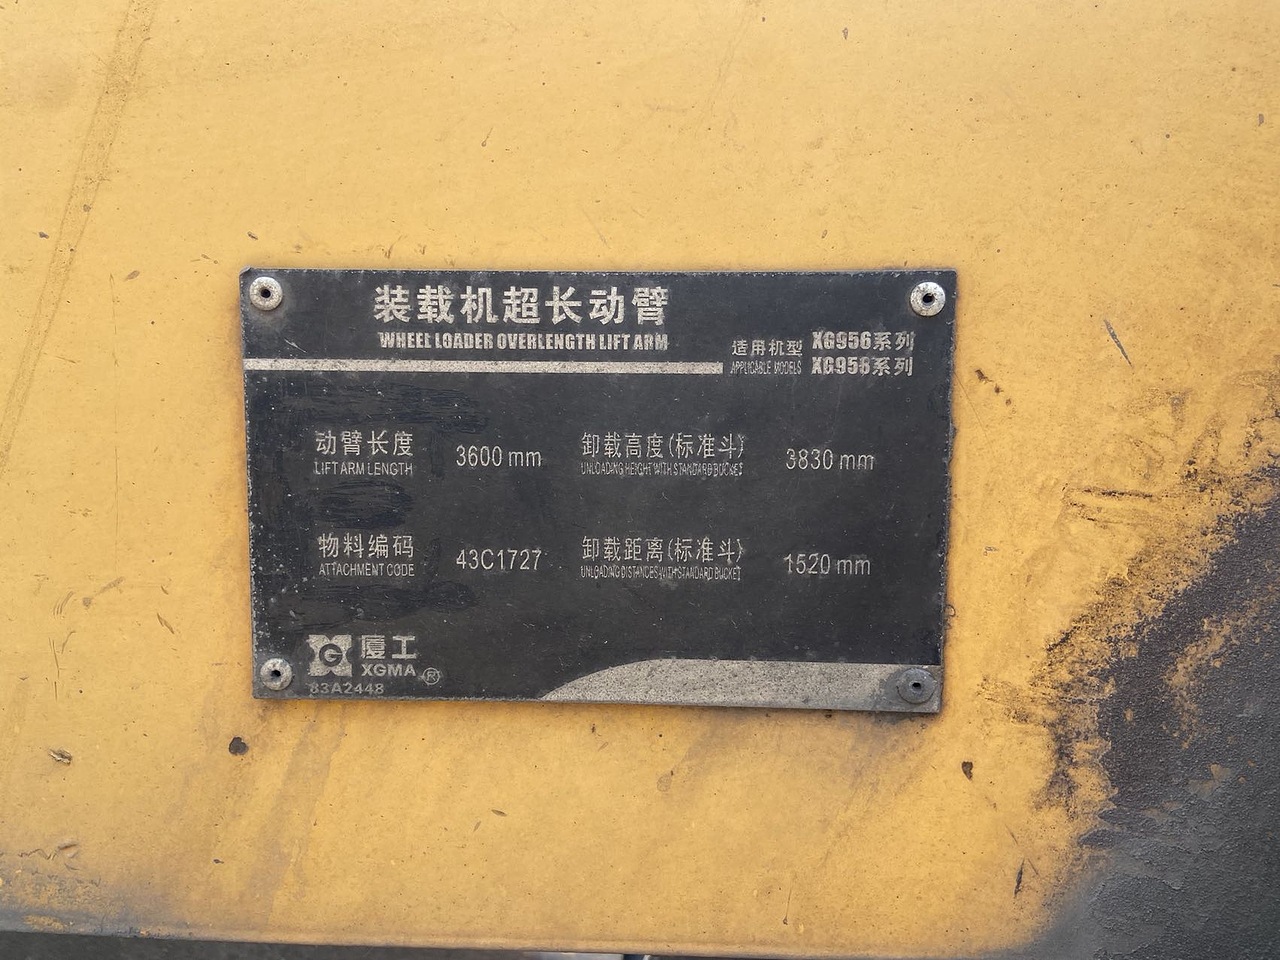 装载机超长动臂
WHEEL LOADER OVERLENGTH LIFT ARM
适用机型
APPLICABLE MODELS
XG956系列
XG958系列
动臂长度
LIFT ARM LENGTH
3600 mm
卸载高度(标准斗)
UNLOADING HEIGHT WITH STANDARD BUCKET
3830 mm
物料编码
ATTACHMENT CODE
43C1727
卸载距离(标准斗)
UNLOADING DISTANCES WITH STANDARD BUCKET
1520 mm
G 厦工
XGMA ®
83A2448